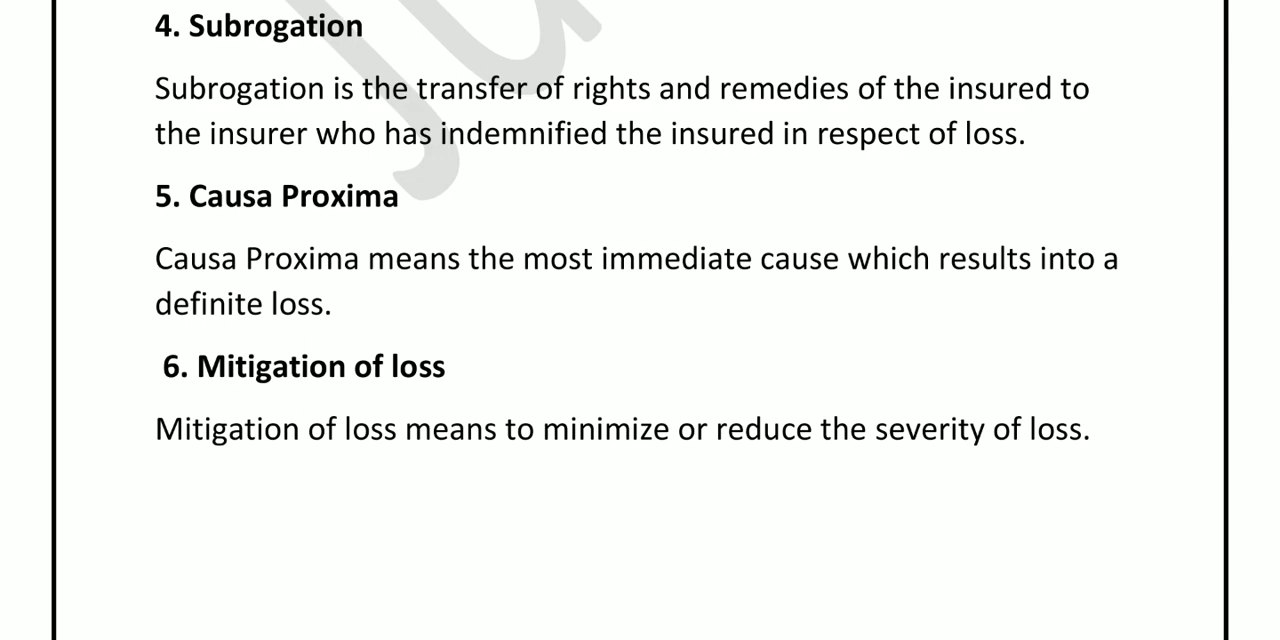 4. Subrogation
Subrogation is the transfer of rights and remedies of the insured to
the insurer who has indemnified the insured in respect of loss.
5. Causa Proxima
Causa Proxima means the most immediate cause which results into a
definite loss.
6. Mitigation of loss
Mitigation of loss means to minimize or reduce the severity of loss.